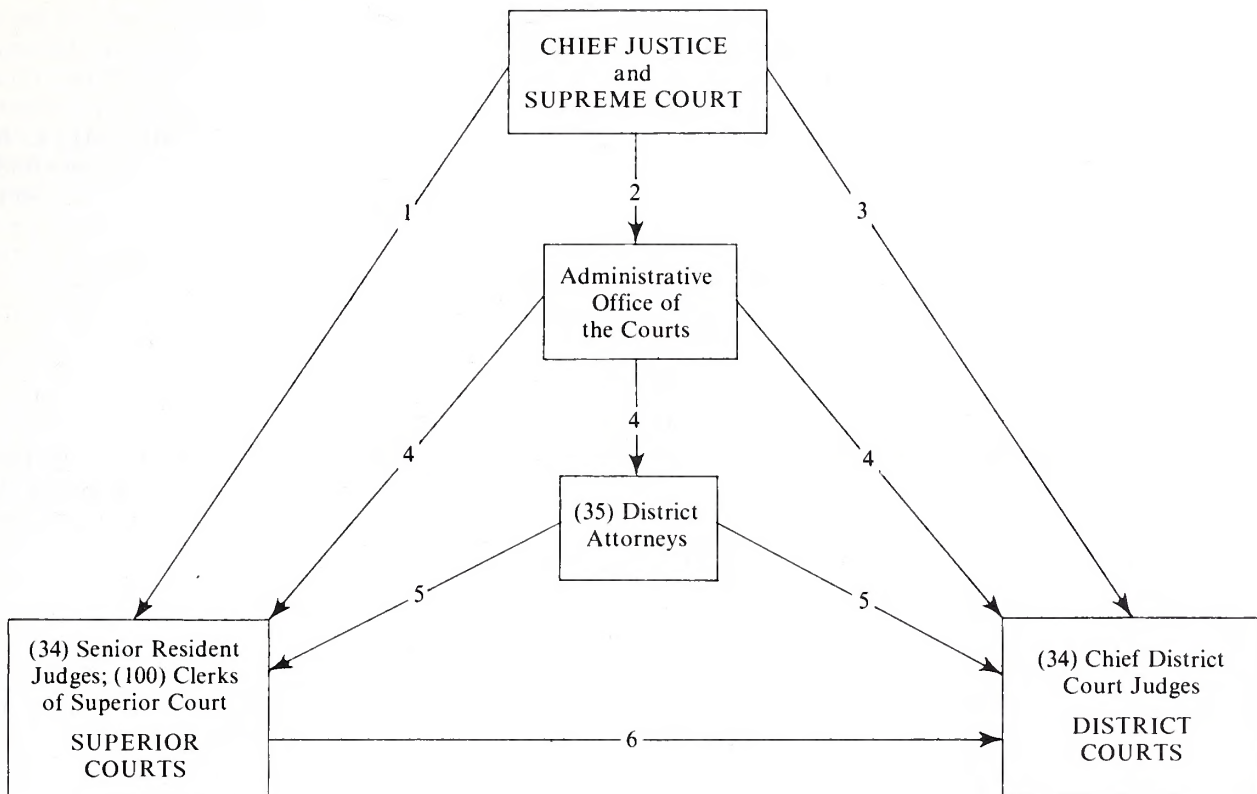 CHIEF JUSTICE
and
SUPREME COURT
1
2
3
Administrative
Office of
the Courts
4
4
4
(35) District
Attorneys
5
5
(34) Senior Resident
Judges; (100) Clerks
of Superior Court
SUPERIOR
COURTS
6
(34) Chief District
Court Judges
DISTRICT
COURTS